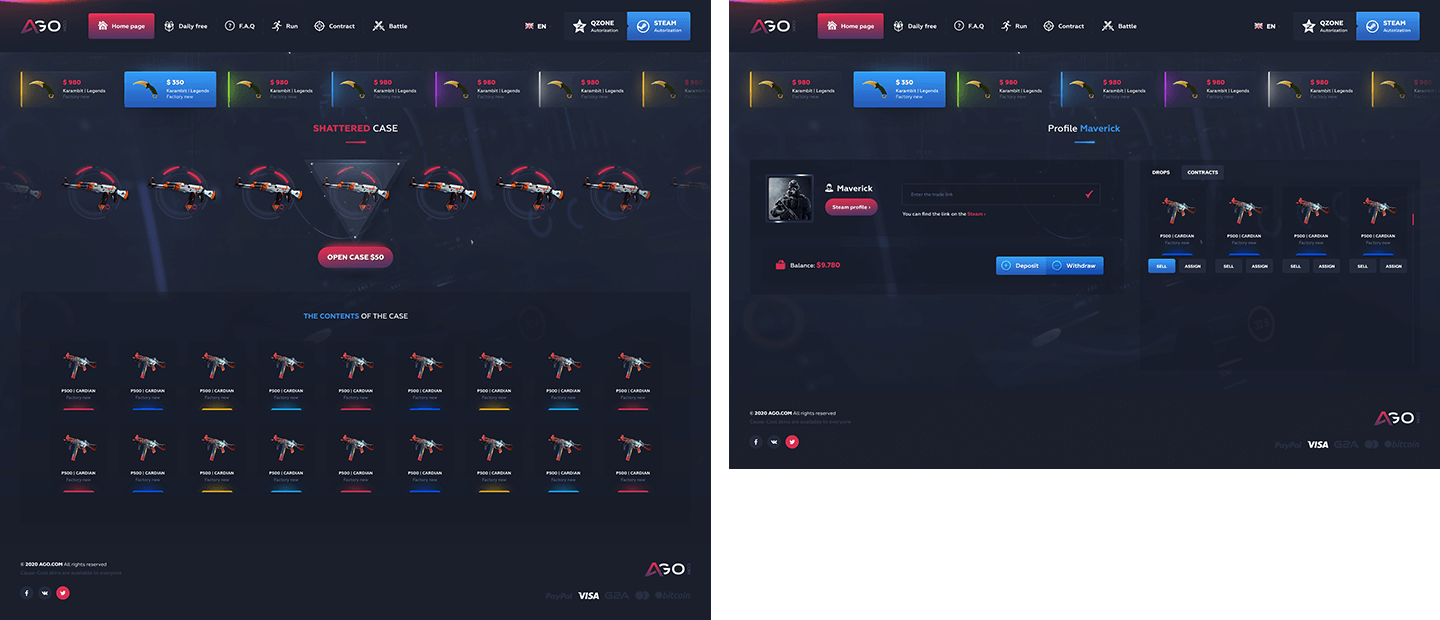 AGO Home page Daily free F.A.Q Run Contract Battle EN QZONE Autorization STEAM Autorization
$ 980 $ 350 $ 980 $ 980 $ 980 $ 980
Karambit | Legends Karambit | Legends Karambit | Legends Karambit | Legends Karambit | Legends Karambit | Legends
Factory new Factory new Factory new Factory new Factory new Factory new
SHATTERED CASE
OPEN CASE $50
THE CONTENTS OF THE CASE
P500 | CARDIAN P500 | CARDIAN P500 | CARDIAN P500 | CARDIAN P500 | CARDIAN P500 | CARDIAN P500 | CARDIAN P500 | CARDIAN P500 | CARDIAN
Factory new Factory new Factory new Factory new Factory new Factory new Factory new Factory new Factory new
P500 | CARDIAN P500 | CARDIAN P500 | CARDIAN P500 | CARDIAN P500 | CARDIAN P500 | CARDIAN P500 | CARDIAN P500 | CARDIAN P500 | CARDIAN
Factory new Factory new Factory new Factory new Factory new Factory new Factory new Factory new Factory new
© 2020 AGO.COM All rights reserved
AGO
PayPal VISA G2A bitcoin
AGO Home page Daily free F.A.Q Run Contract Battle EN QZONE Autorization STEAM Autorization
$ 980 $ 350 $ 980 $ 980 $ 980 $ 980
Karambit | Legends Karambit | Legends Karambit | Legends Karambit | Legends Karambit | Legends Karambit | Legends
Factory new Factory new Factory new Factory new Factory new Factory new
Profile Maverick
Maverick
Steam profile ›
Enter the trade link
You can find the link on the Steam ›
Balance: $9.780
Deposit Withdraw
DROPS CONTRACTS
P500 | CARDIAN P500 | CARDIAN P500 | CARDIAN P500 | CARDIAN
Factory new Factory new Factory new Factory new
SELL ASSIGN SELL ASSIGN SELL ASSIGN SELL ASSIGN
© 2020 AGO.COM All rights reserved
AGO
PayPal VISA G2A bitcoin